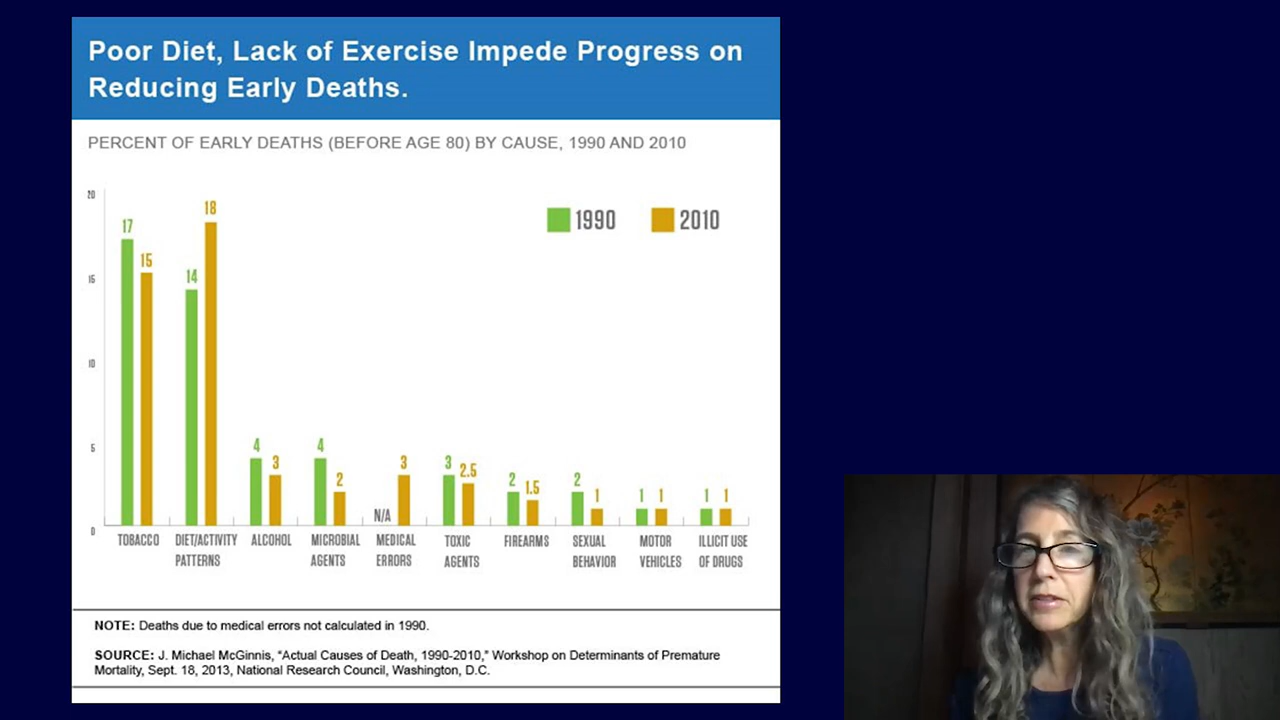 Poor Diet, Lack of Exercise Impede Progress on
Reducing Early Deaths.
PERCENT OF EARLY DEATHS (BEFORE AGE 80) BY CAUSE, 1990 AND 2010
20
15
10
5
0
1990
2010
17
15
14
18
4
3
4
2
N/A
3
3
2.5
2
1.5
2
1
1
1
1
1
TOBACCO
DIET/ACTIVITY
PATTERNS
ALCOHOL
MICROBIAL
AGENTS
MEDICAL
ERRORS
TOXIC
AGENTS
FIREARMS
SEXUAL
BEHAVIOR
MOTOR
VEHICLES
ILLICIT USE
OF DRUGS
NOTE: Deaths due to medical errors not calculated in 1990.
SOURCE: J. Michael McGinnis, "Actual Causes of Death, 1990-2010," Workshop on Determinants of Premature
Mortality, Sept. 18, 2013, National Research Council, Washington, D.C.